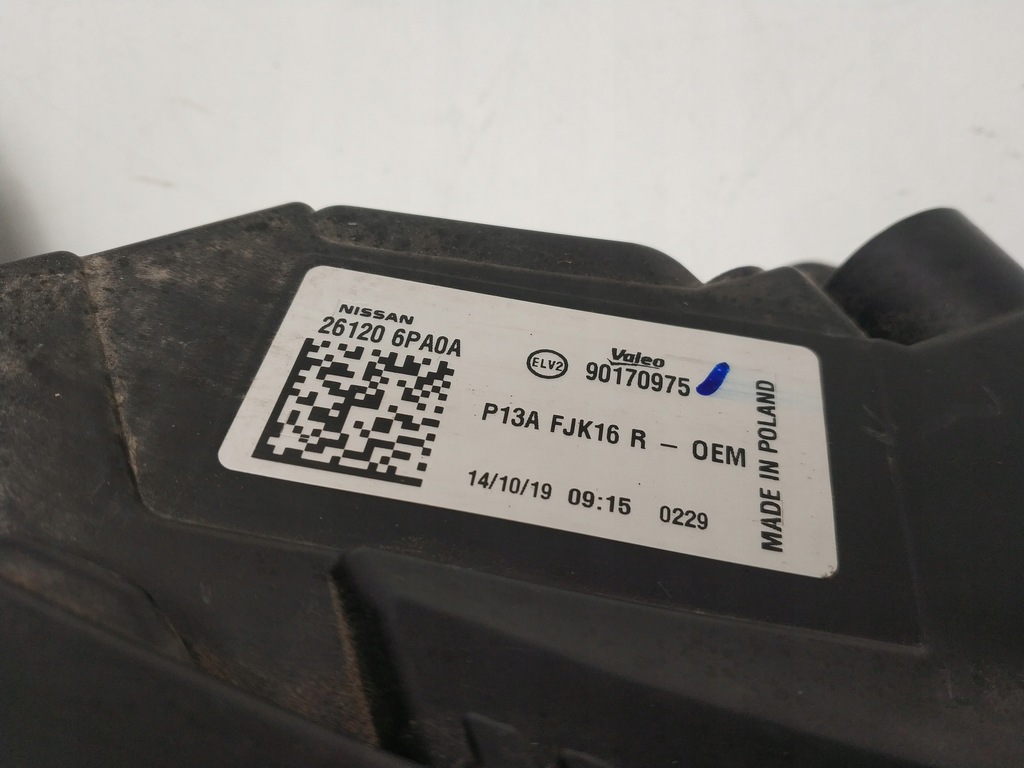 NISSAN
26120 6PA0A
ELV2
Valeo
90170975
P13A FJK16 R - OEM
14/10/19 09:15 0229
MADE IN POLAND